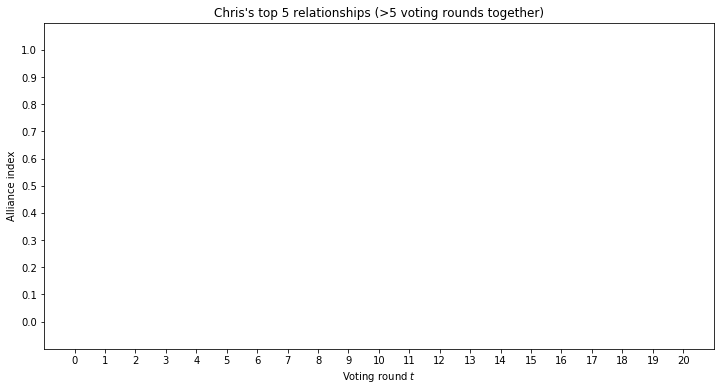 Chris's top 5 relationships (>5 voting rounds together)
Alliance index
1.0
0.9
0.8
0.7
0.6
0.5
0.4
0.3
0.2
0.1
0.0
0 1 2 3 4 5 6 7 8 9 10 11 12 13 14 15 16 17 18 19 20
Voting round t